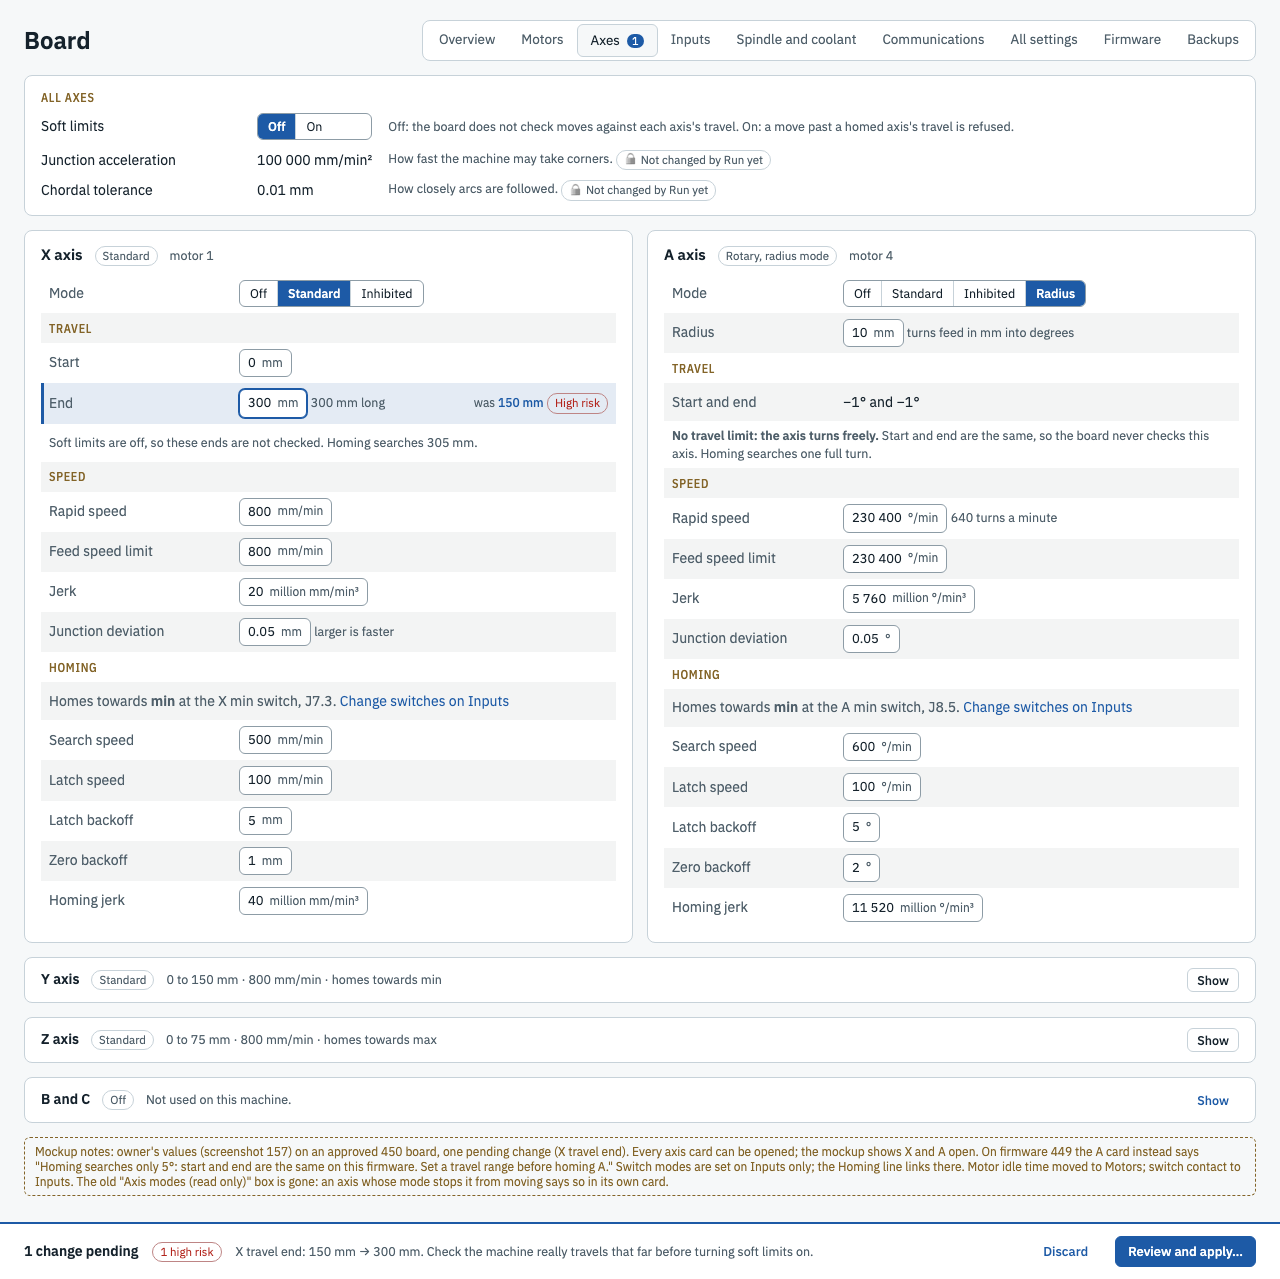 Board
Overview Motors Axes 1 Inputs Spindle and coolant Communications All settings Firmware Backups
ALL AXES
Soft limits Off On Off: the board does not check moves against each axis's travel. On: a move past a homed axis's travel is refused.
Junction acceleration 100 000 mm/min² How fast the machine may take corners. Not changed by Run yet
Chordal tolerance 0.01 mm How closely arcs are followed. Not changed by Run yet
X axis Standard motor 1
Mode Off Standard Inhibited
TRAVEL
Start 0 mm
End 300 mm 300 mm long was 150 mm High risk
Soft limits are off, so these ends are not checked. Homing searches 305 mm.
SPEED
Rapid speed 800 mm/min
Feed speed limit 800 mm/min
Jerk 20 million mm/min³
Junction deviation 0.05 mm larger is faster
HOMING
Homes towards min at the X min switch, J7.3. Change switches on Inputs
Search speed 500 mm/min
Latch speed 100 mm/min
Latch backoff 5 mm
Zero backoff 1 mm
Homing jerk 40 million mm/min³
A axis Rotary, radius mode motor 4
Mode Off Standard Inhibited Radius
Radius 10 mm turns feed in mm into degrees
TRAVEL
Start and end −1° and −1°
No travel limit: the axis turns freely. Start and end are the same, so the board never checks this
axis. Homing searches one full turn.
SPEED
Rapid speed 230 400 °/min 640 turns a minute
Feed speed limit 230 400 °/min
Jerk 5 760 million °/min³
Junction deviation 0.05 °
HOMING
Homes towards min at the A min switch, J8.5. Change switches on Inputs
Search speed 600 °/min
Latch speed 100 °/min
Latch backoff 5 °
Zero backoff 2 °
Homing jerk 11 520 million °/min³
Y axis Standard 0 to 150 mm · 800 mm/min · homes towards min Show
Z axis Standard 0 to 75 mm · 800 mm/min · homes towards max Show
B and C Off Not used on this machine. Show
Mockup notes: owner's values (screenshot 157) on an approved 450 board, one pending change (X travel end). Every axis card can be opened; the mockup shows X and A open. On firmware 449 the A card instead says
"Homing searches only 5°: start and end are the same on this firmware. Set a travel range before homing A." Switch modes are set on Inputs only; the Homing line links there. Motor idle time moved to Motors; switch contact to
Inputs. The old "Axis modes (read only)" box is gone: an axis whose mode stops it from moving says so in its own card.
1 change pending 1 high risk X travel end: 150 mm → 300 mm. Check the machine really travels that far before turning soft limits on. Discard Review and apply...